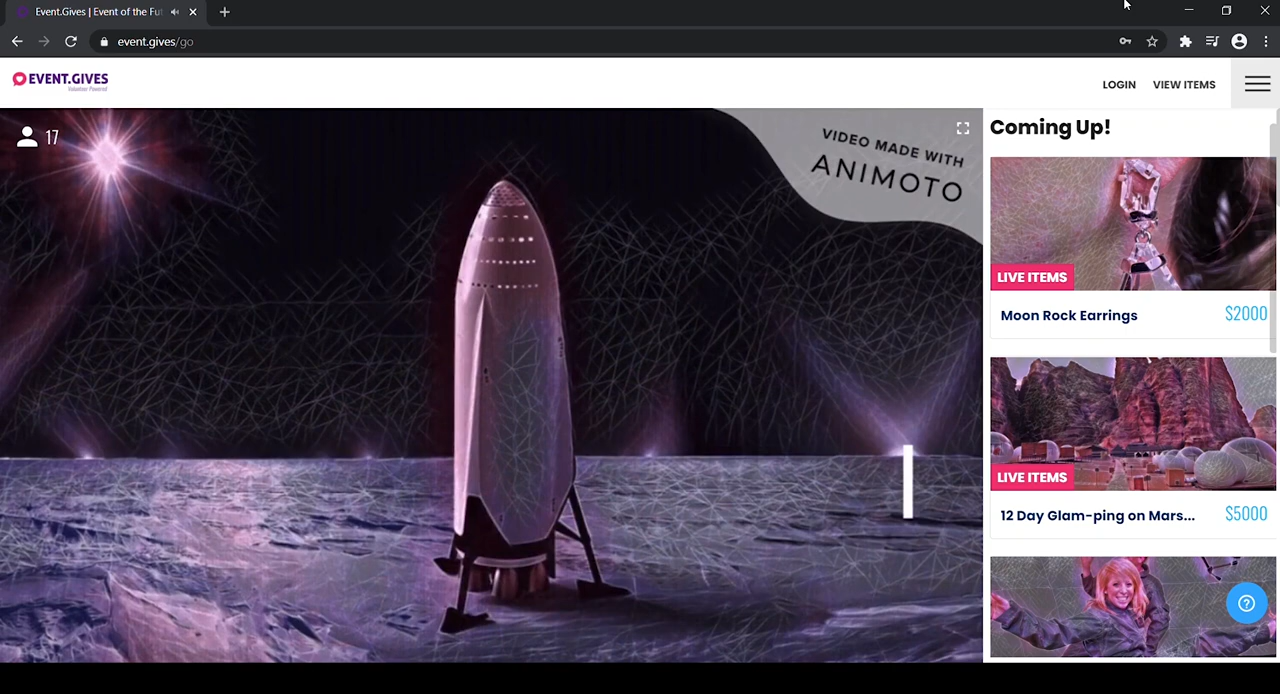 Event.Gives | Event of the Fut
event.gives/go
EVENT.GIVES
Volunteer Powered
LOGIN
VIEW ITEMS
17
VIDEO MADE WITH
ANIMOTO
Coming Up!
LIVE ITEMS
Moon Rock Earrings
$2000
LIVE ITEMS
12 Day Glam-ping on Mars...
$5000